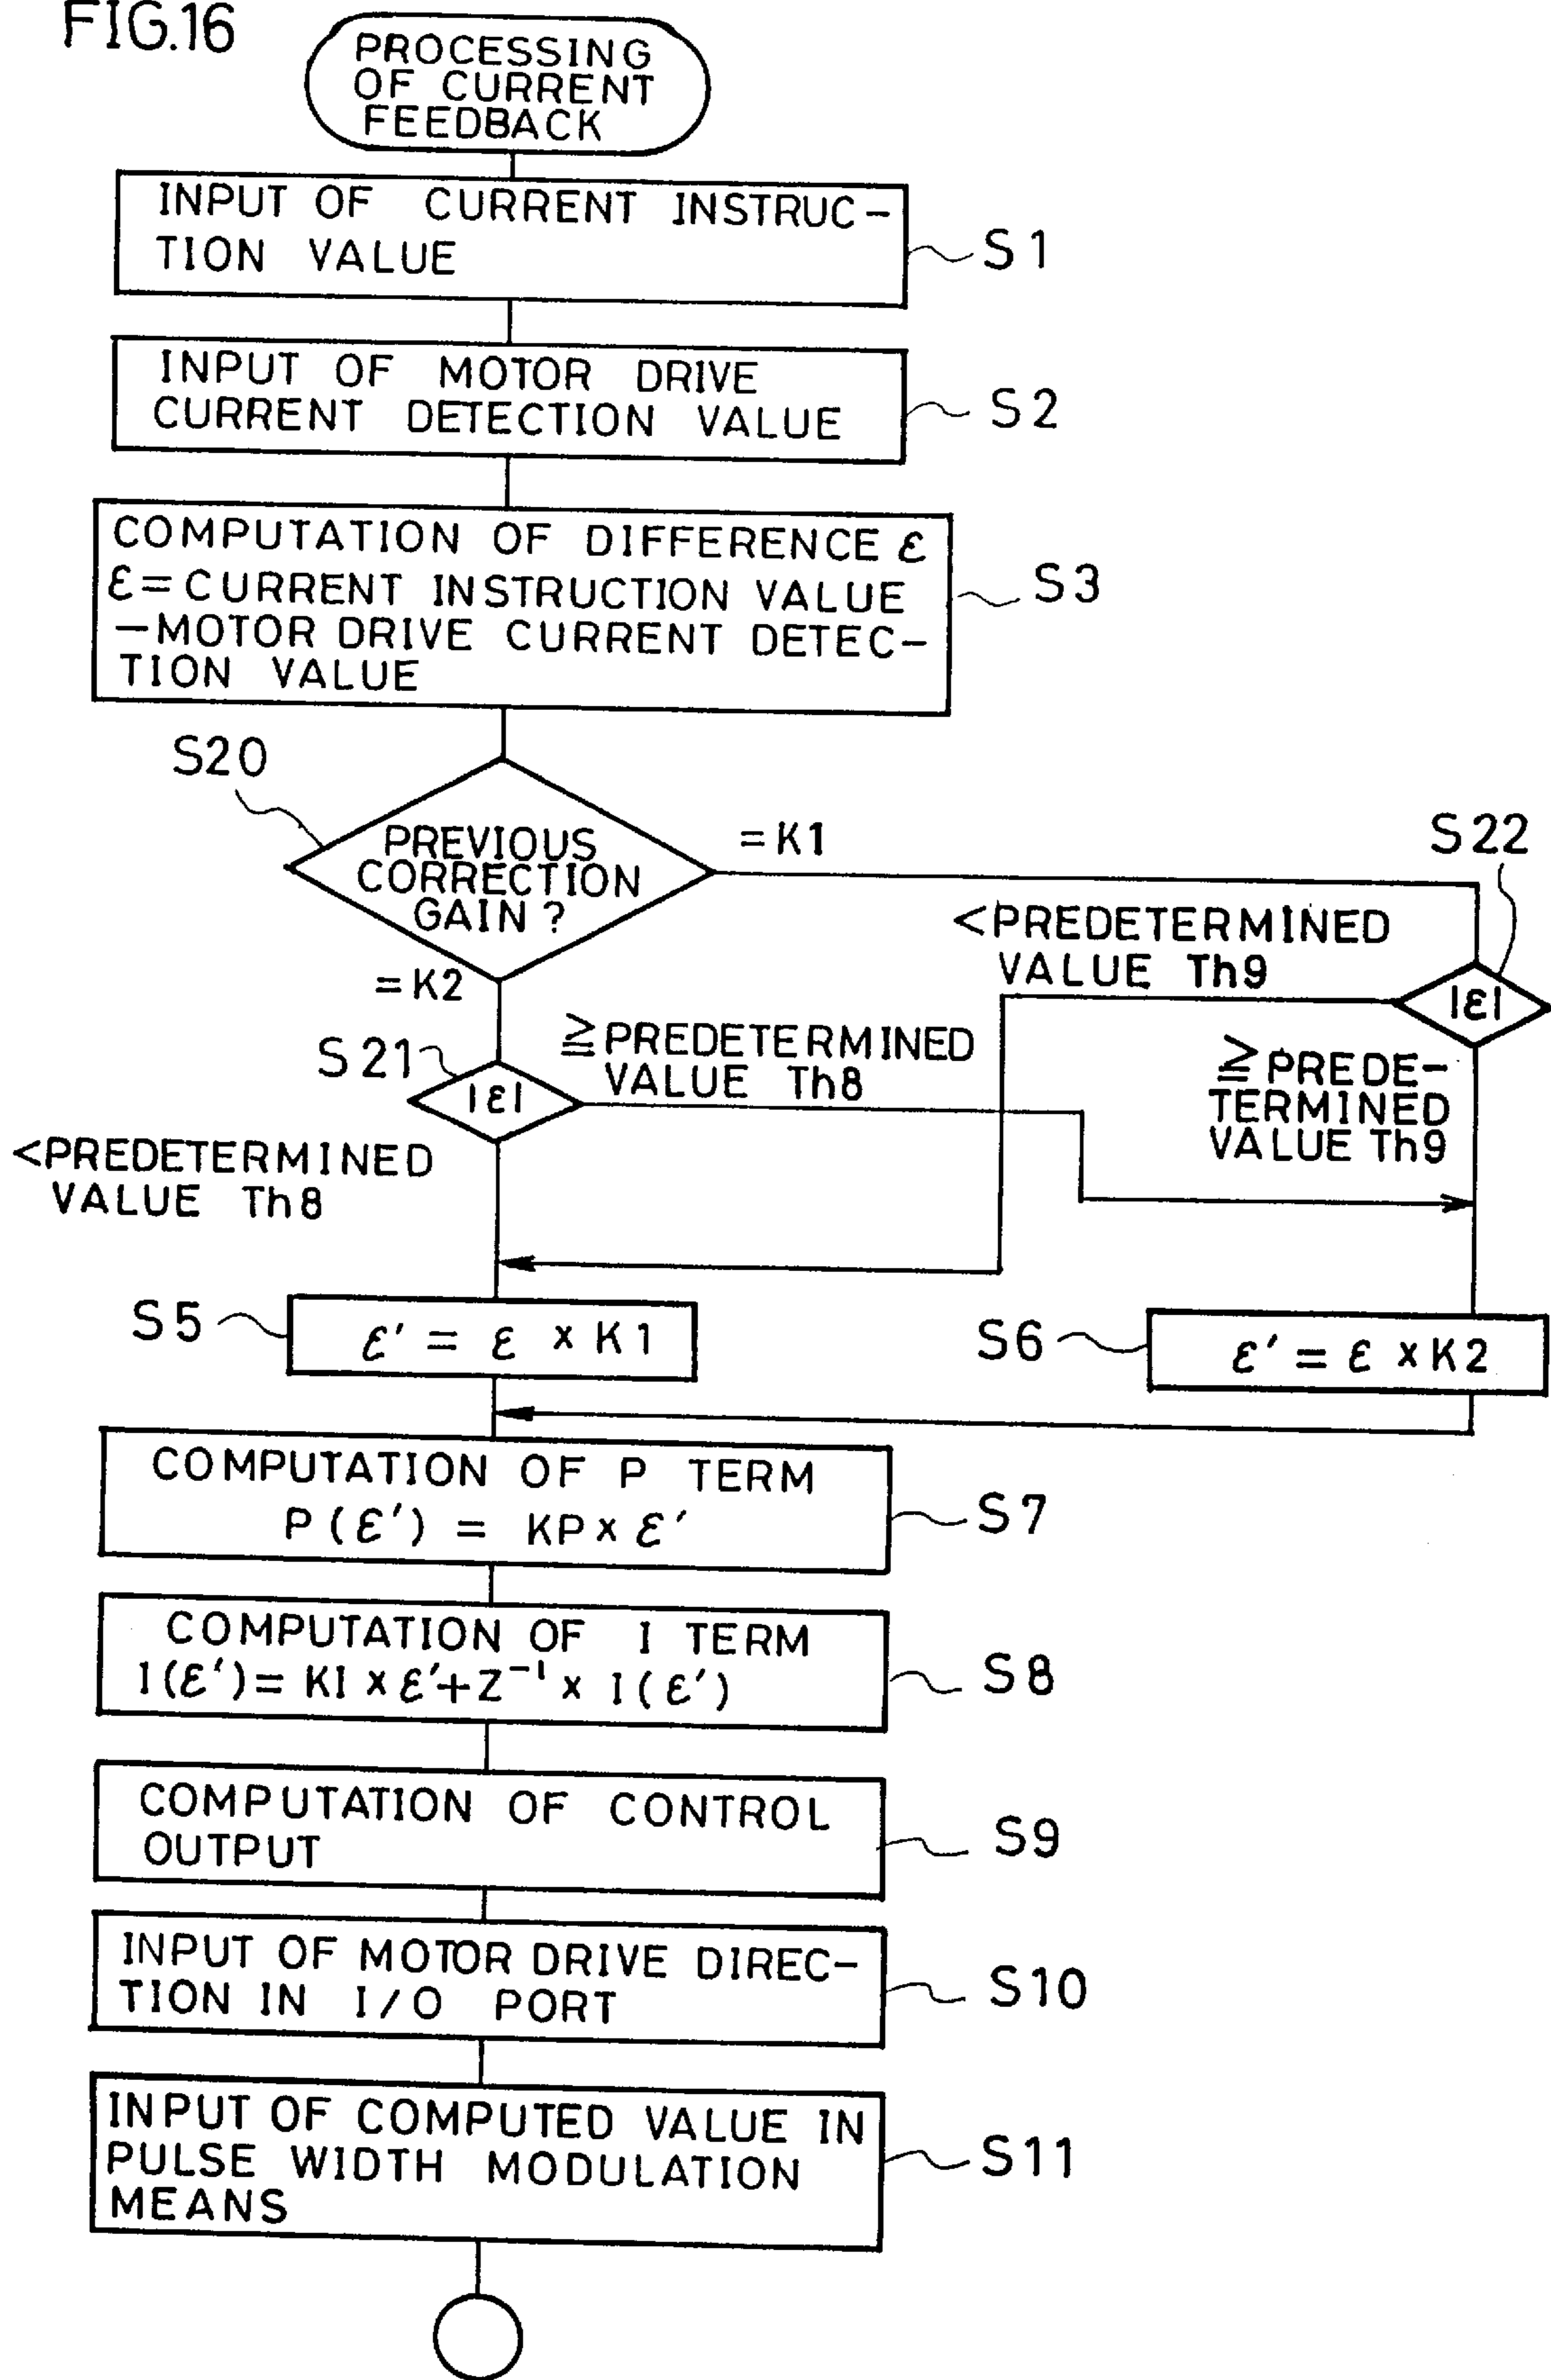 FIG.16
PROCESSING
OF CURRENT
FEEDBACK
INPUT OF CURRENT INSTRUC-
TION VALUE
S1
INPUT OF MOTOR DRIVE
CURRENT DETECTION VALUE
S2
COMPUTATION OF DIFFERENCE ε
ε=CURRENT INSTRUCTION VALUE
-MOTOR DRIVE CURRENT DETEC-
TION VALUE
S3
S20
PREVIOUS
CORRECTION
GAIN?
=K1
=K2
S22
<PREDETERMINED
VALUE Th9
|ε|
≧PREDE-
TERMINED
VALUE Th9
S21
|ε|
≧PREDETERMINED
VALUE Th8
<PREDETERMINED
VALUE Th8
S5
ε' = ε × K1
S6
ε' = ε × K2
COMPUTATION OF P TERM
P(ε') = KP × ε'
S7
COMPUTATION OF I TERM
I(ε') = KI × ε' + Z⁻¹ × I(ε')
S8
COMPUTATION OF CONTROL
OUTPUT
S9
INPUT OF MOTOR DRIVE DIREC-
TION IN I/O PORT
S10
INPUT OF COMPUTED VALUE IN
PULSE WIDTH MODULATION
MEANS
S11